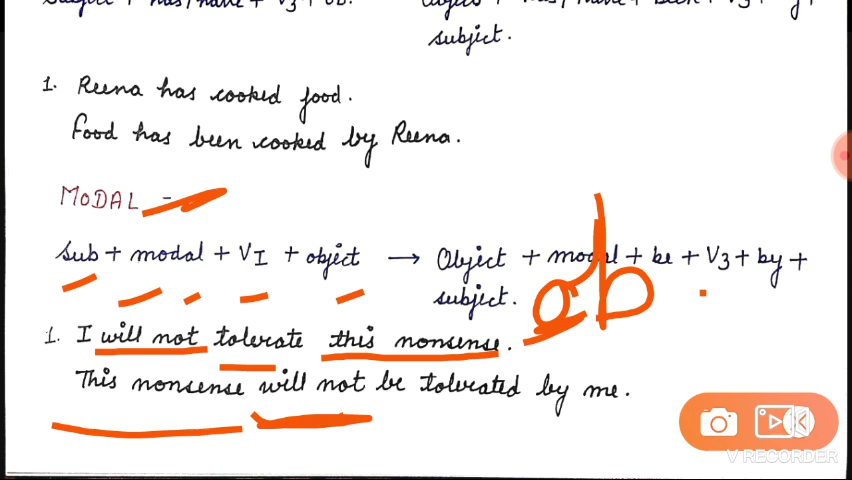 subject.
1. Reena has cooked food.
Food has been cooked by Reena.
MODAL -
Sub + modal + VI + object → Object + modal + be + V3 + by +
subject.
1. I will not tolerate this nonsense.
This nonsense will not be tolerated by me.
V RECORDER